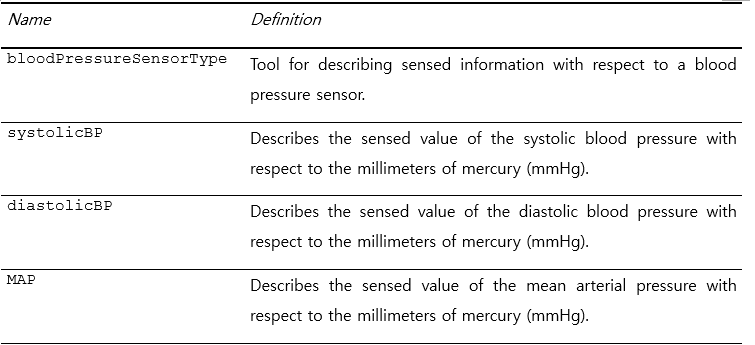 Name Definition
bloodPressureSensorType Tool for describing sensed information with respect to a blood
pressure sensor.
systolicBP Describes the sensed value of the systolic blood pressure with
respect to the millimeters of mercury (mmHg).
diastolicBP Describes the sensed value of the diastolic blood pressure with
respect to the millimeters of mercury (mmHg).
MAP Describes the sensed value of the mean arterial pressure with
respect to the millimeters of mercury (mmHg).